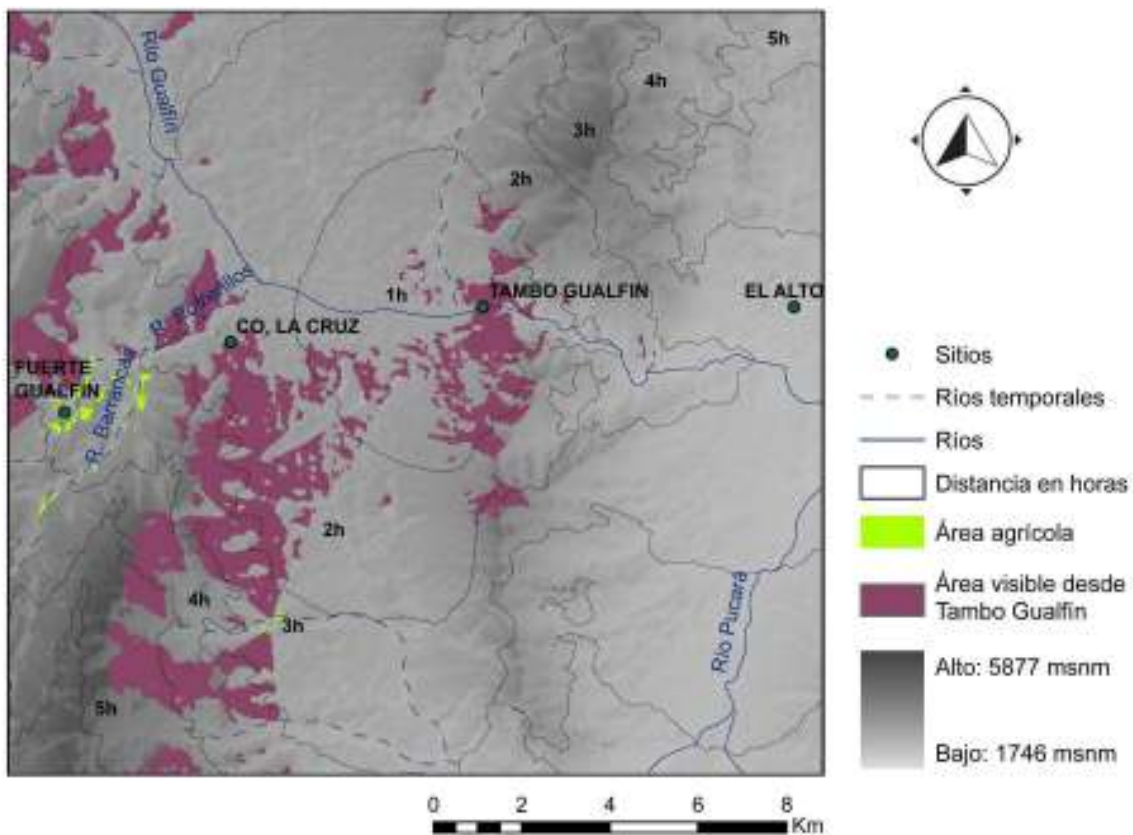 5h
4h
3h
2h
Río Gualfín
1h
TAMBO GUALFIN
EL ALTO
R. Potrerillos
CO. LA CRUZ
FUERTE
GUALFIN
R. Barrancas
2h
4h
3h
5h
Río Pucará
Sitios
Ríos temporales
Ríos
Distancia en horas
Área agrícola
Área visible desde
Tambo Gualfín
Alto: 5877 msnm
Bajo: 1746 msnm
0 2 4 6 8
Km